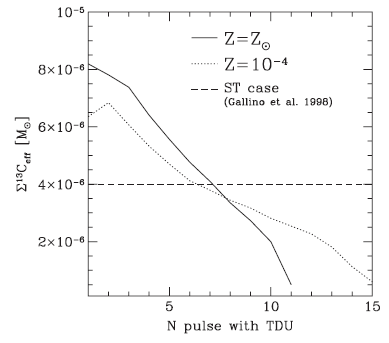 10⁻⁵
8×10⁻⁶
6×10⁻⁶
4×10⁻⁶
2×10⁻⁶
Σ¹³C_eff [M_⊙]
Z=Z_⊙
Z=10⁻⁴
ST case
(Gallino et al. 1998)
5
10
15
N pulse with TDU